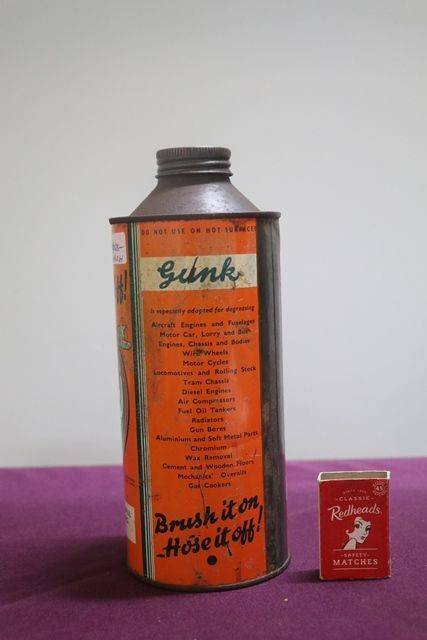 DO NOT USE ON HOT SURFACES
Gunk
is especially adapted for degreasing
Aircraft Engines and Fuselages
Motor Car, Lorry and Bus
Engines, Chassis and Bodies
Wire Wheels
Motor Cycles
Locomotives and Rolling Stock
Tram Chassis
Diesel Engines
Air Compressors
Fuel Oil Tankers
Radiators
Gun Bores
Aluminium and Soft Metal Parts
Chromium
Wax Removal
Cement and Wooden Floors
Mechanics' Overalls
Gas Cookers
Brush it on
Hose it off!
CLASSIC
Redheads
SAFETY
MATCHES
45